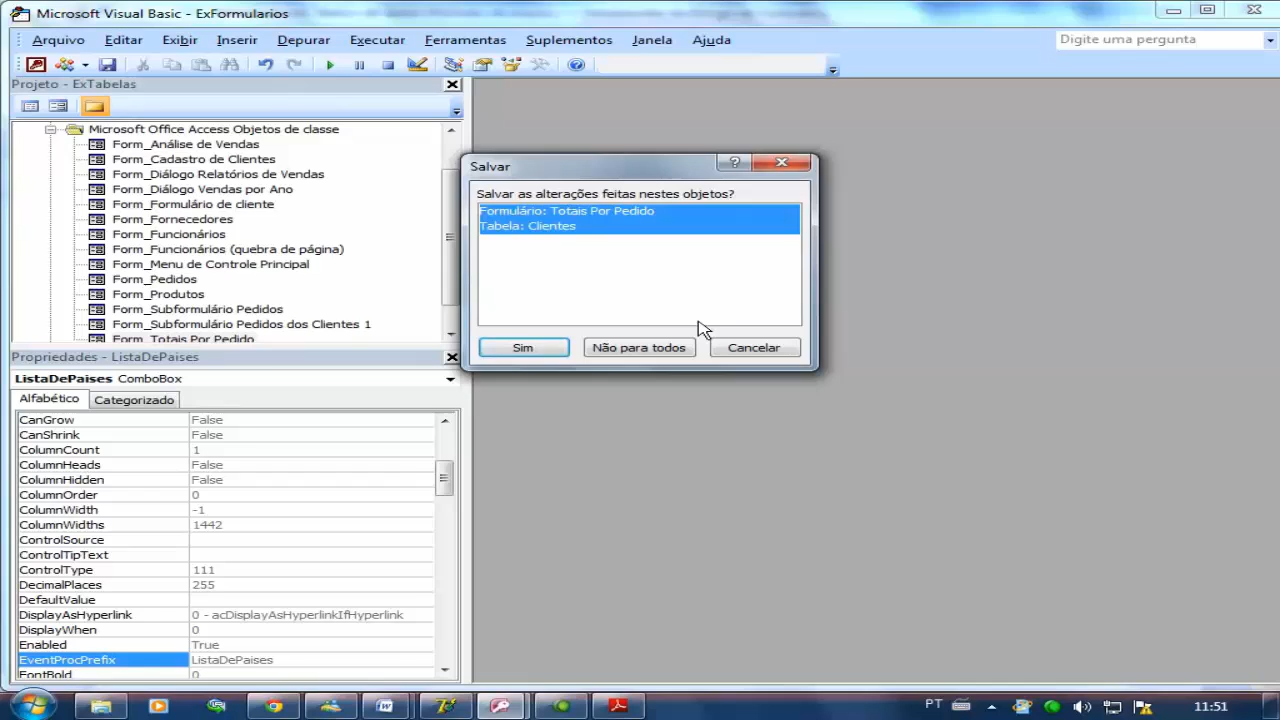 Microsoft Visual Basic - ExFormularios
Arquivo Editar Exibir Inserir Depurar Executar Ferramentas Suplementos Janela Ajuda
Digite uma pergunta
Projeto - ExTabelas
Microsoft Office Access Objetos de classe
Form_Análise de Vendas
Form_Cadastro de Clientes
Form_Diálogo Relatórios de Vendas
Form_Diálogo Vendas por Ano
Form_Formulário de cliente
Form_Fornecedores
Form_Funcionários
Form_Funcionários (quebra de página)
Form_Menu de Controle Principal
Form_Pedidos
Form_Produtos
Form_Subformulário Pedidos
Form_Subformulário Pedidos dos Clientes 1
Form_Totais Por Pedido
Salvar
Salvar as alterações feitas nestes objetos?
Formulário: Totais Por Pedido
Tabela: Clientes
Sim Não para todos Cancelar
Propriedades - ListaDePaises
ListaDePaises ComboBox
Alfabético Categorizado
CanGrow False
CanShrink False
ColumnCount 1
ColumnHeads False
ColumnHidden False
ColumnOrder 0
ColumnWidth -1
ColumnWidths 1442
ControlSource
ControlTipText
ControlType 111
DecimalPlaces 255
DefaultValue
DisplayAsHyperlink 0 - acDisplayAsHyperlinkIfHyperlink
DisplayWhen 0
Enabled True
EventProcPrefix ListaDePaises
FontBold 0
PT 11:51